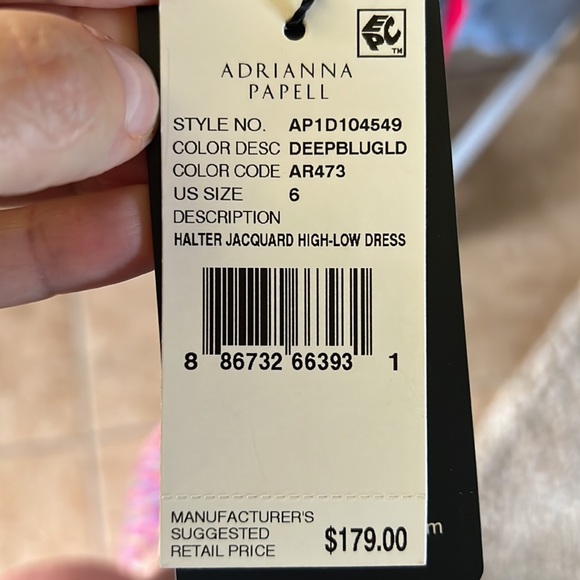 EPC™
ADRIANNA
PAPELL
STYLE NO. AP1D104549
COLOR DESC DEEPBLUGLD
COLOR CODE AR473
US SIZE 6
DESCRIPTION
HALTER JACQUARD HIGH-LOW DRESS
8 86732 66393 1
MANUFACTURER'S
SUGGESTED
RETAIL PRICE $179.00